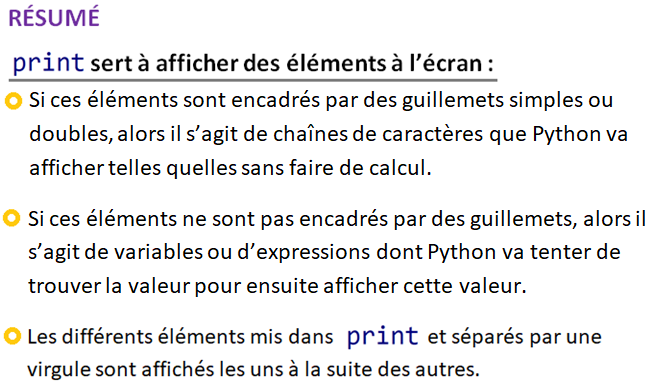 RÉSUMÉ
print sert à afficher des éléments à l’écran :
Si ces éléments sont encadrés par des guillemets simples ou
doubles, alors il s’agit de chaînes de caractères que Python va
afficher telles quelles sans faire de calcul.
Si ces éléments ne sont pas encadrés par des guillemets, alors il
s’agit de variables ou d’expressions dont Python va tenter de
trouver la valeur pour ensuite afficher cette valeur.
Les différents éléments mis dans print et séparés par une
virgule sont affichés les uns à la suite des autres.